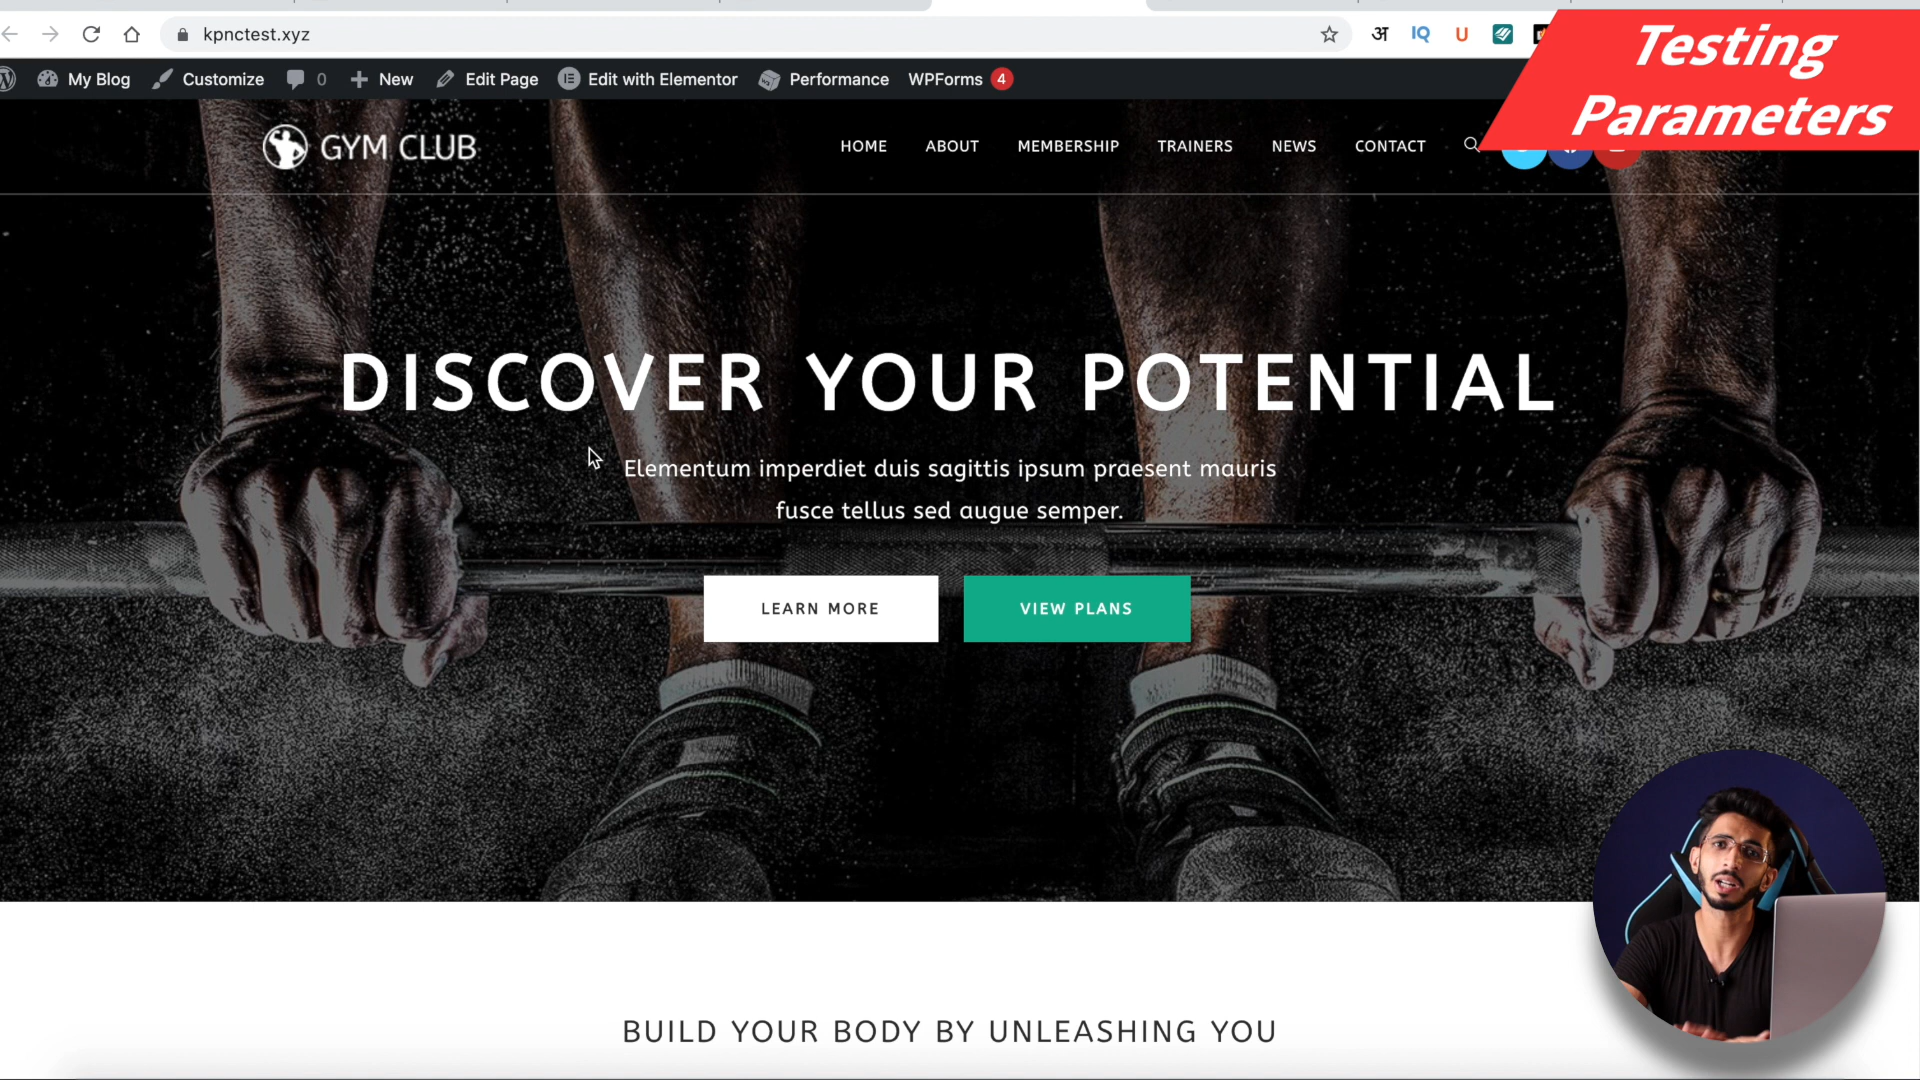 kpnctest.xyz
अ IQ U
Testing
Parameters
My Blog Customize 0 New Edit Page Edit with Elementor Performance WPForms 4
GYM CLUB
HOME ABOUT MEMBERSHIP TRAINERS NEWS CONTACT
DISCOVER YOUR POTENTIAL
Elementum imperdiet duis sagittis ipsum praesent mauris
fusce tellus sed augue semper.
LEARN MORE VIEW PLANS
BUILD YOUR BODY BY UNLEASHING YOU